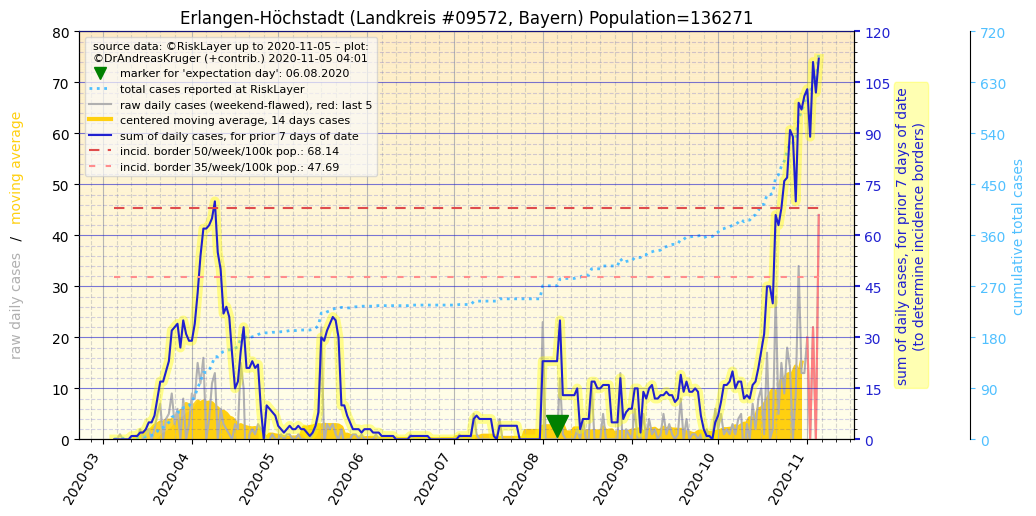 Erlangen-Höchstadt (Landkreis #09572, Bayern) Population=136271
source data: ©RiskLayer up to 2020-11-05 – plot:
©DrAndreasKruger (+contrib.) 2020-11-05 04:01
marker for 'expectation day': 06.08.2020
total cases reported at RiskLayer
raw daily cases (weekend-flawed), red: last 5
centered moving average, 14 days cases
sum of daily cases, for prior 7 days of date
incid. border 50/week/100k pop.: 68.14
incid. border 35/week/100k pop.: 47.69
raw daily cases / moving average
80
70
60
50
40
30
20
10
0
2020-03
2020-04
2020-05
2020-06
2020-07
2020-08
2020-09
2020-10
2020-11
120
105
90
75
60
45
30
15
0
sum of daily cases, for prior 7 days of date
(to determine incidence borders)
720
630
540
450
360
270
180
90
0
cumulative total cases